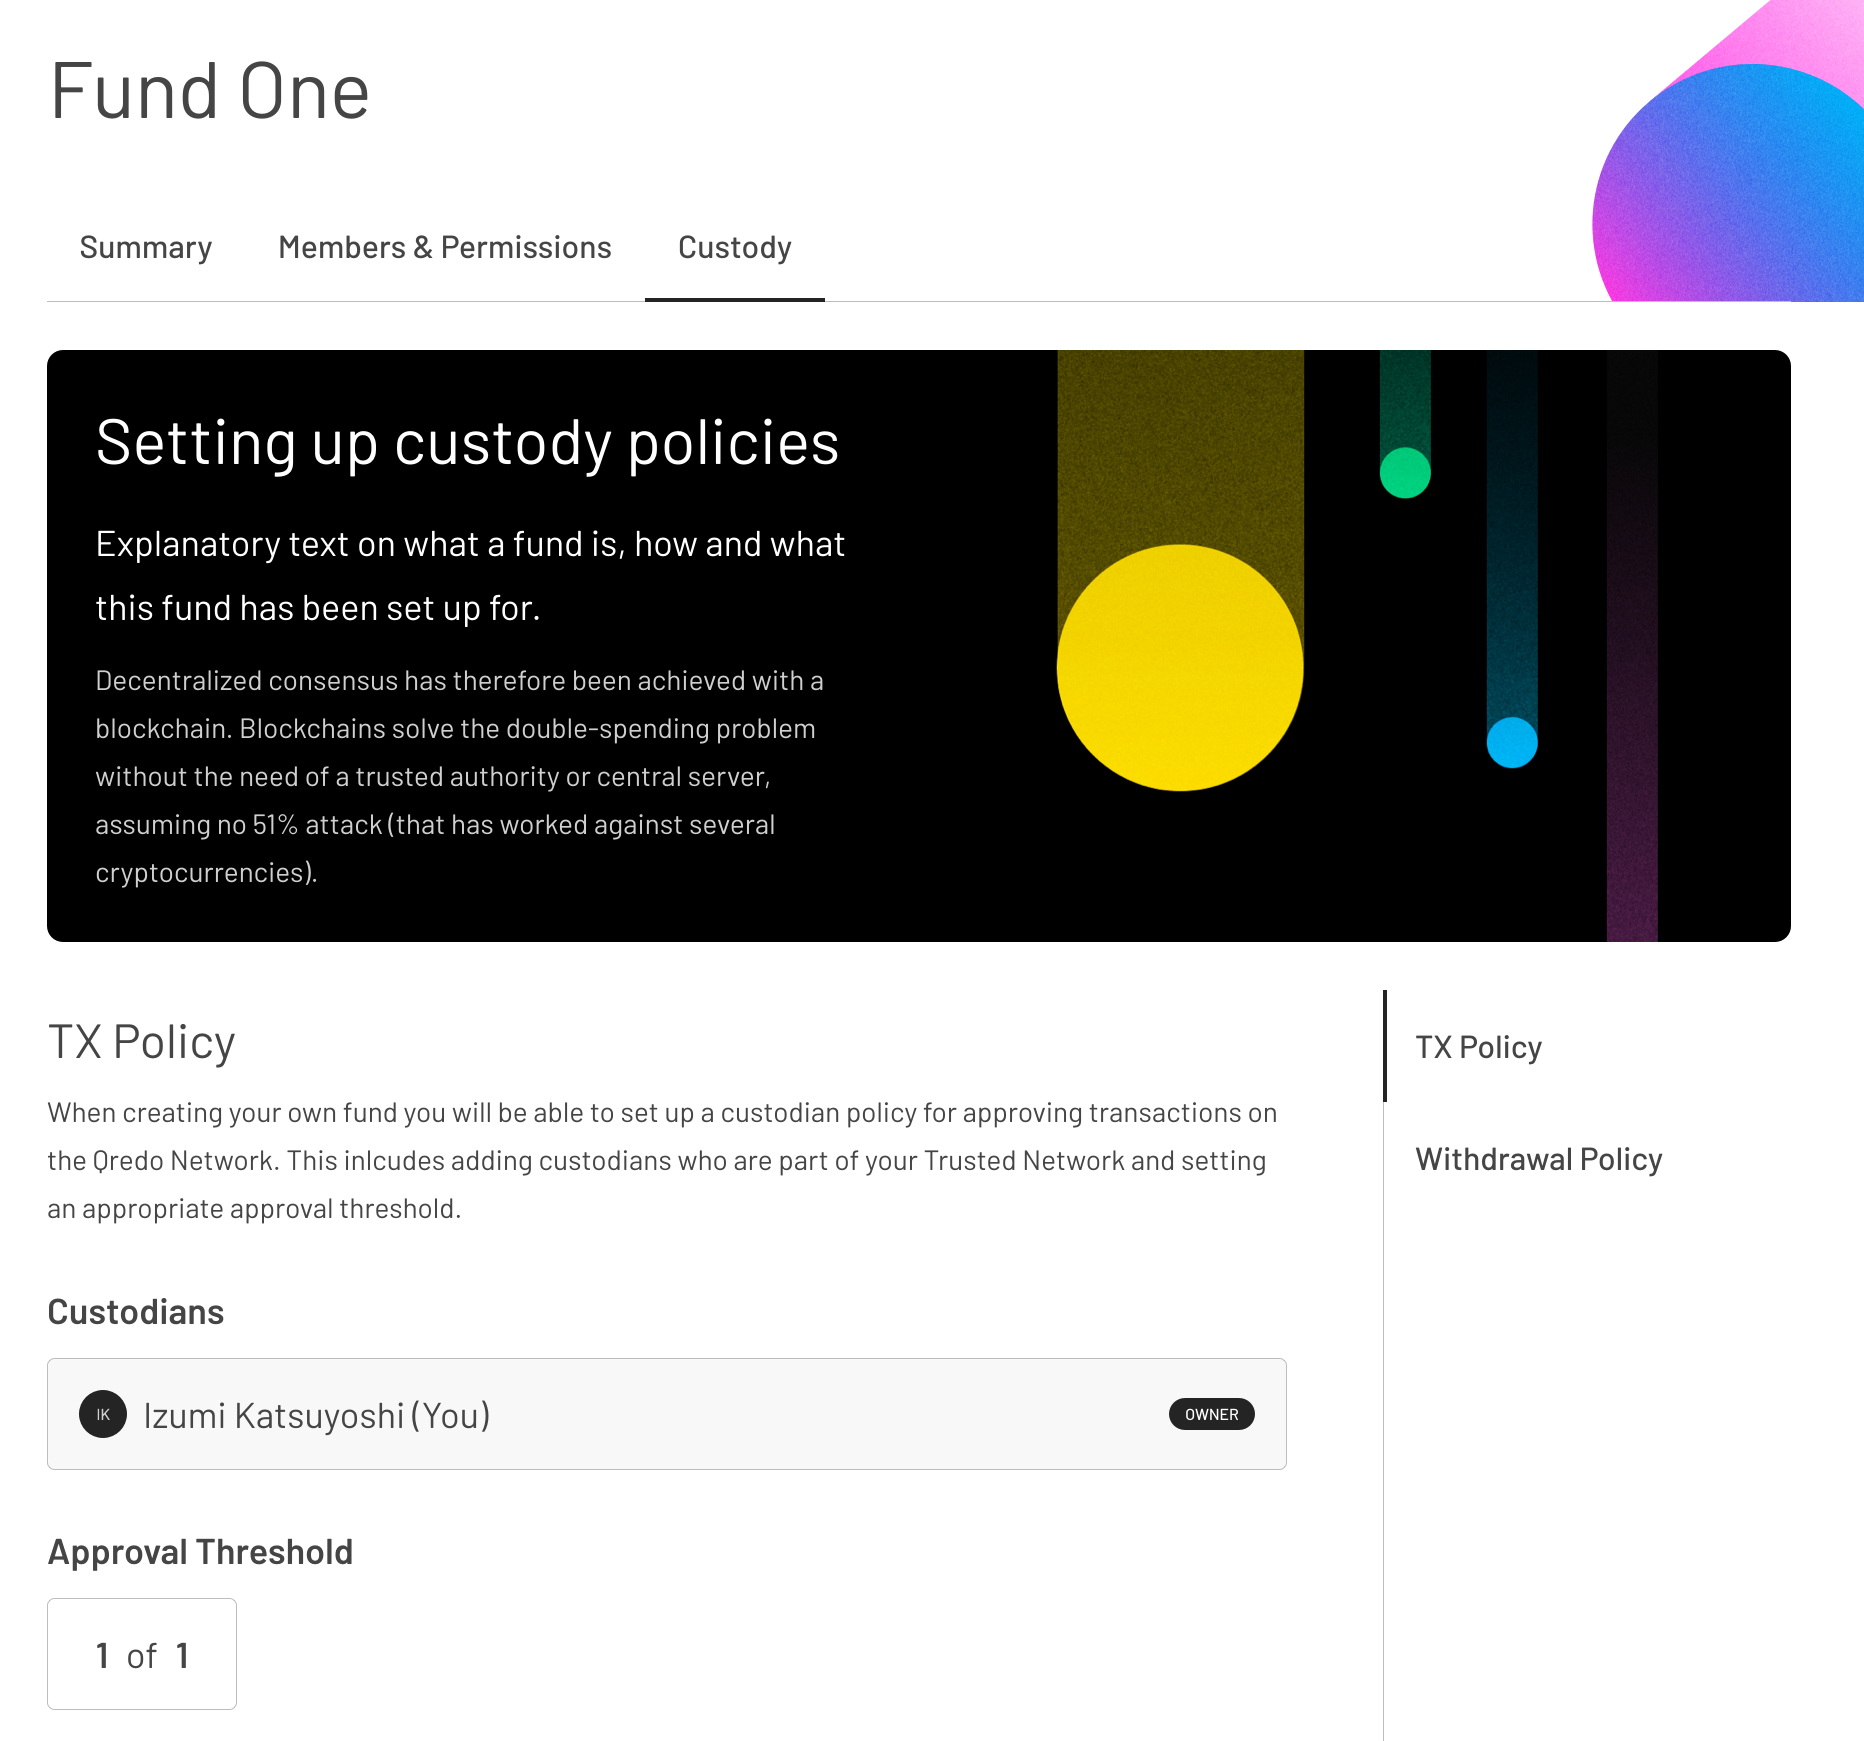 Fund One
Summary
Members & Permissions
Custody
Setting up custody policies
Explanatory text on what a fund is, how and what
this fund has been set up for.
Decentralized consensus has therefore been achieved with a
blockchain. Blockchains solve the double-spending problem
without the need of a trusted authority or central server,
assuming no 51% attack (that has worked against several
cryptocurrencies).
TX Policy
When creating your own fund you will be able to set up a custodian policy for approving transactions on
the Qredo Network. This inlcudes adding custodians who are part of your Trusted Network and setting
an appropriate approval threshold.
Custodians
IK
Izumi Katsuyoshi (You)
OWNER
Approval Threshold
1 of 1
TX Policy
Withdrawal Policy